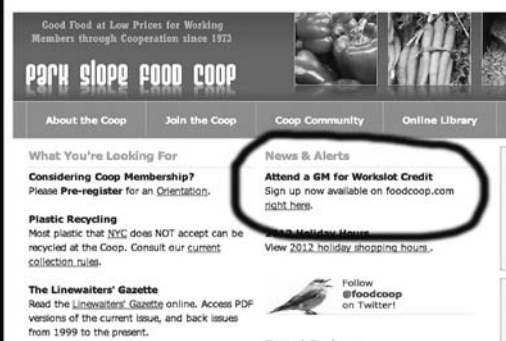 Good Food at Low Prices for Working
Members through Cooperation since 1973
PARK SLOPE FOOD COOP
About the Coop
Join the Coop
Coop Community
Online Library
What You're Looking For
Considering Coop Membership?
Please Pre-register for an Orientation.
Plastic Recycling
Most plastic that NYC does NOT accept can be
recycled at the Coop. Consult our current
collection rules.
The Linewaiters' Gazette
Read the Linewaiters' Gazette online. Access PDF
versions of the current issue, and back issues
from 1999 to the present.
News & Alerts
Attend a GM for Workslot Credit
Sign up now available on foodcoop.com
right here.
2012 Holiday Hours
View 2012 holiday shopping hours .
Follow
@foodcoop
on Twitter!